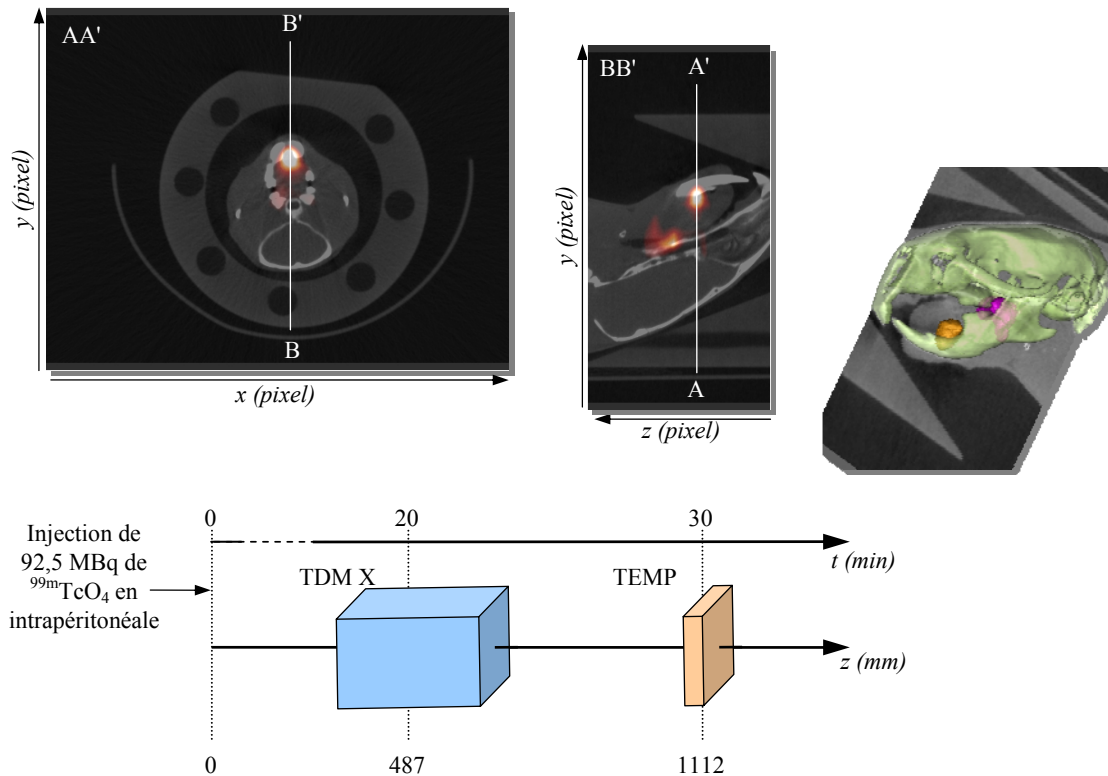 AA'
B'
B
y (pixel)
x (pixel)
BB'
A'
A
y (pixel)
z (pixel)
0
20
30
t (min)
Injection de
92,5 MBq de
99mTcO4 en
intrapéritonéale
TDM X
TEMP
z (mm)
0
487
1112